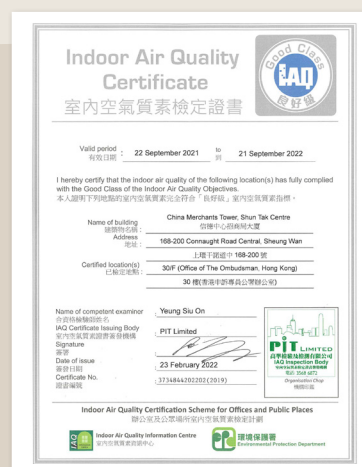 Indoor Air Quality
Certificate
室內空氣質素檢定證書
Good Class
IAQ
良好級
Valid period : 22 September 2021 to 21 September 2022
有效日期 到
I hereby certify that the indoor air quality of the following location(s) has fully complied
with the Good Class of the Indoor Air Quality Objectives.
本人證明下列地點的室內空氣質素完全符合「良好級」室內空氣質素指標。
Name of building China Merchants Tower, Shun Tak Centre
建築物名稱: 信德中心招商局大廈
Address 168-200 Connaught Road Central, Sheung Wan
地址: 上環干諾道中 168-200 號
Certified location(s) 30/F (Office of The Ombudsman, Hong Kong)
已檢定地點: 30 樓(香港申訴專員公署辦公室)
Name of competent examiner : Yeung Siu On
合資格檢驗師姓名
IAQ Certificate Issuing Body : PIT Limited
室內空氣質素證書簽發機構
Signature
簽署
Date of issue : 23 February 2022
簽發日期
Certificate No. : 3734844202202(2019)
證書編號
PIT LIMITED
IAQ Inspection Body
電話 3568 6872
Organisation Chop
機構印鑑
Indoor Air Quality Certification Scheme for Offices and Public Places
辦公室及公眾場所室內空氣質素檢定計劃
IAQ Indoor Air Quality Information Centre
室內空氣質素資訊中心
環境保護署
Environmental Protection Department